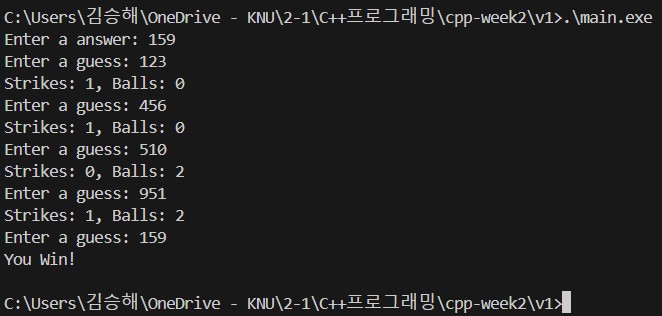 C:\Users\김승해\OneDrive - KNU\2-1\C++프로그래밍\cpp-week2\v1>.\main.exe
Enter a answer: 159
Enter a guess: 123
Strikes: 1, Balls: 0
Enter a guess: 456
Strikes: 1, Balls: 0
Enter a guess: 510
Strikes: 0, Balls: 2
Enter a guess: 951
Strikes: 1, Balls: 2
Enter a guess: 159
You Win!
C:\Users\김승해\OneDrive - KNU\2-1\C++프로그래밍\cpp-week2\v1>